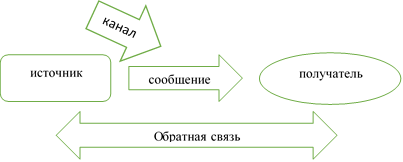 канал
источник
сообщение
получатель
Обратная связь